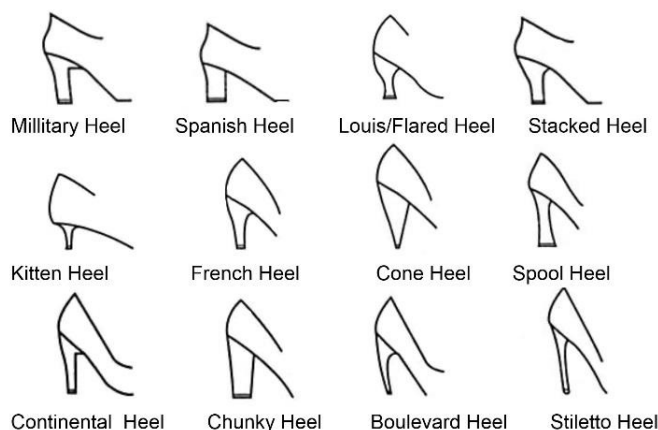 Millitary Heel Spanish Heel Louis/Flared Heel Stacked Heel
Kitten Heel French Heel Cone Heel Spool Heel
Continental Heel Chunky Heel Boulevard Heel Stiletto Heel